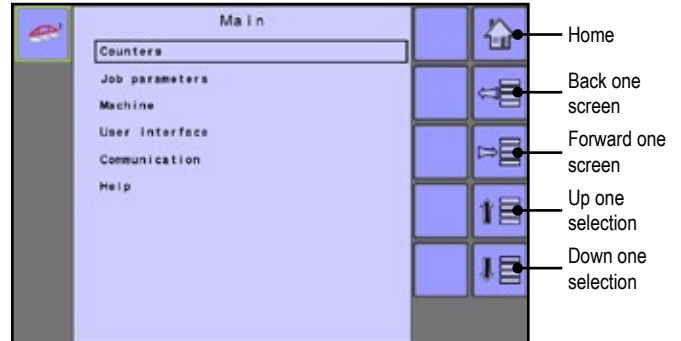 Main
Counters
Job parameters
Machine
User interface
Communication
Help
Home
Back one
screen
Forward one
screen
Up one
selection
Down one
selection